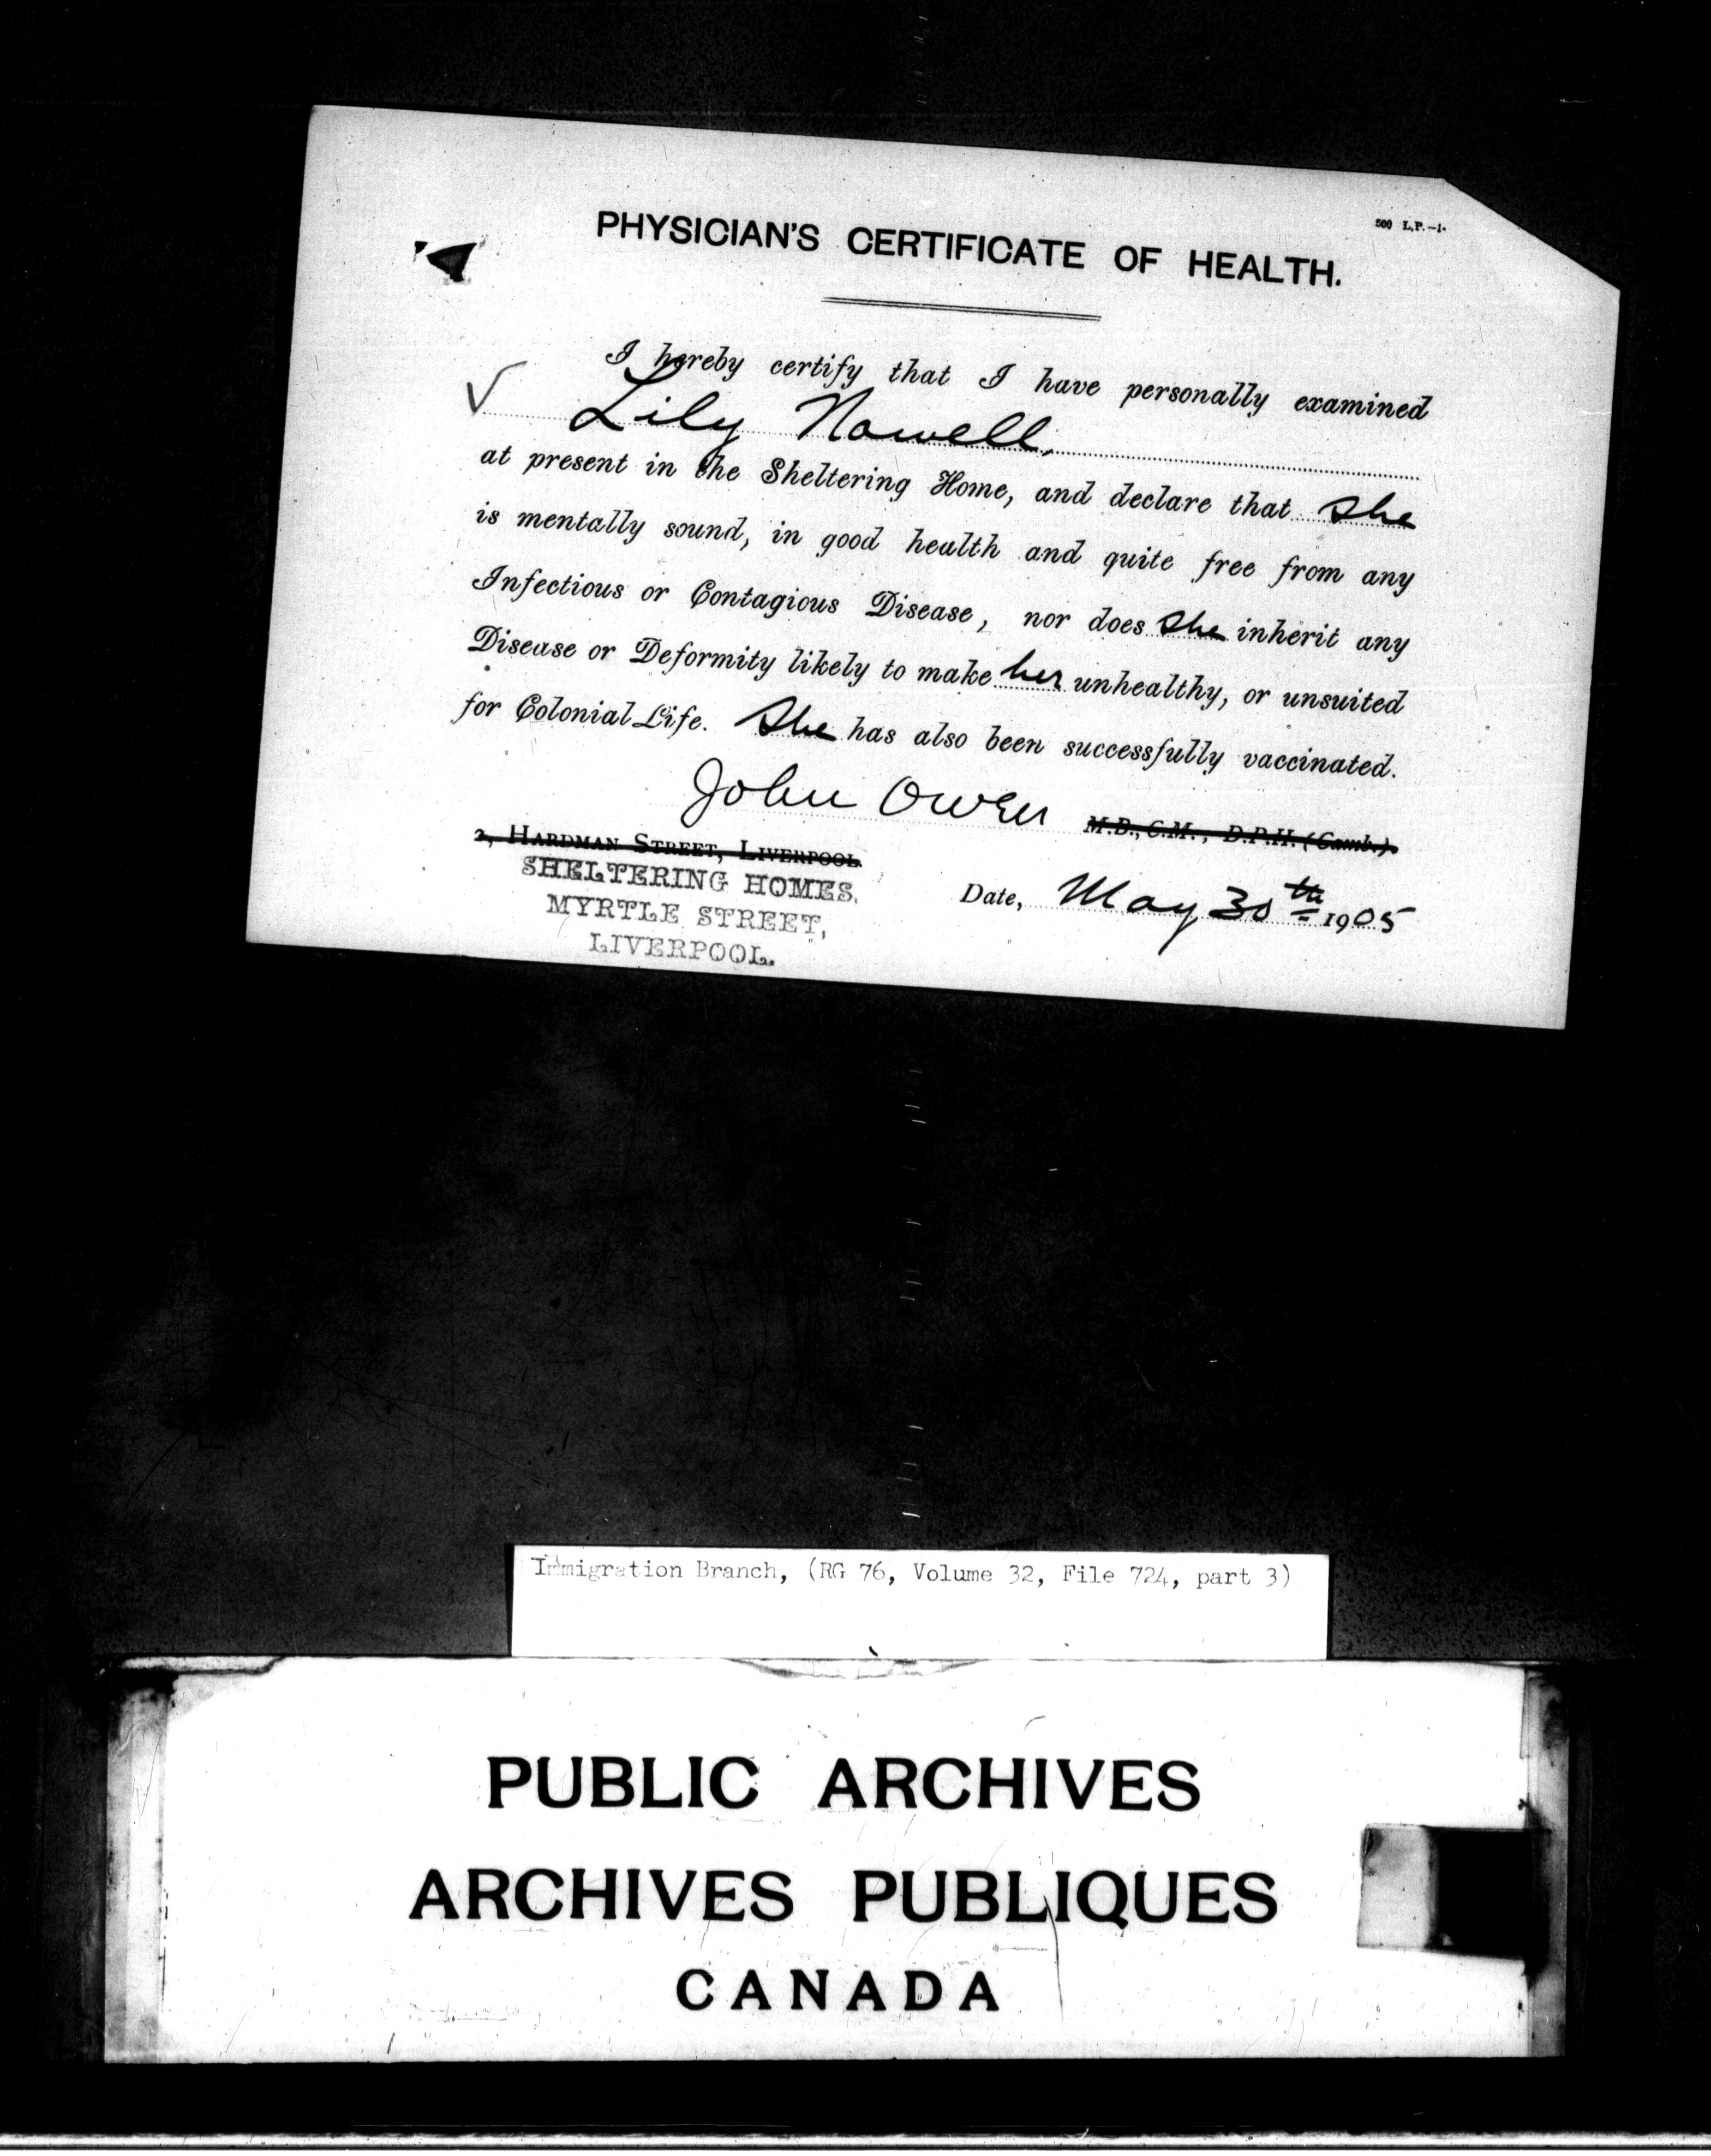 500 L.P.-1-
PHYSICIAN'S CERTIFICATE OF HEALTH.
I hereby certify that I have personally examined
√ Lily Nowell,
at present in the Sheltering Home, and declare that she
is mentally sound, in good health and quite free from any
Infectious or Contagious Disease, nor does she inherit any
Disease or Deformity likely to make her unhealthy, or unsuited
for Colonial Life. She has also been successfully vaccinated.
John Owen M.B., C.M., D.P.H. (Camb.).
2, HARDMAN STREET, LIVERPOOL.
SHELTERING HOMES,
MYRTLE STREET,
LIVERPOOL.
Date, May 30th 1905
Immigration Branch, (RG 76, Volume 32, File 724, part 3)
PUBLIC ARCHIVES
ARCHIVES PUBLIQUES
CANADA